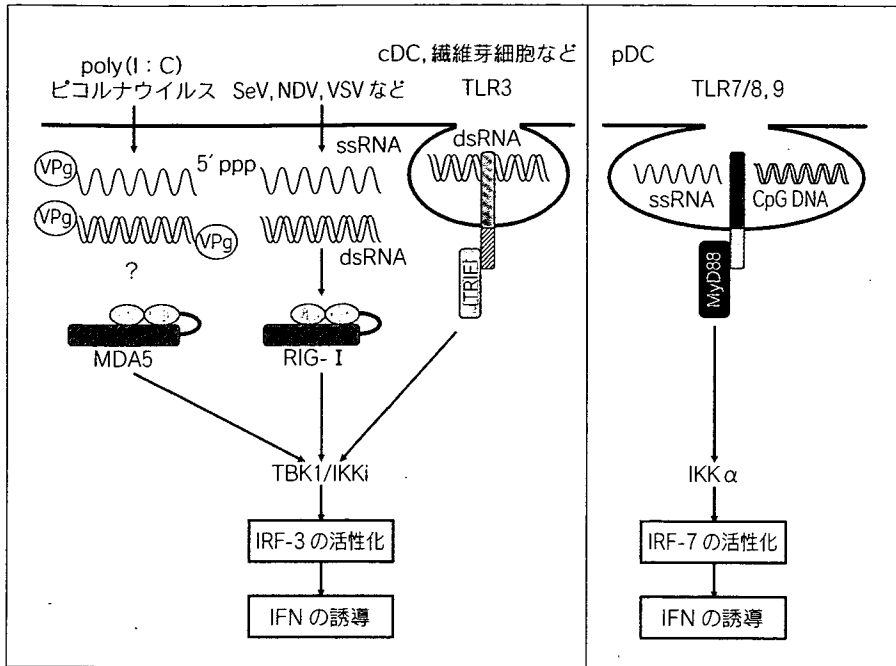 cDC, 繊維芽細胞など
TLR3
poly(I : C)
ピコルナウイルス
SeV, NDV, VSV など
VPg
5′ ppp
ssRNA
dsRNA
VPg
VPg
dsRNA
?
TRIF
MDA5
RIG- I
TBK1/IKKi
IRF-3 の活性化
IFN の誘導
pDC
TLR7/8, 9
ssRNA
CpG DNA
MyD88
IKK α
IRF-7 の活性化
IFN の誘導